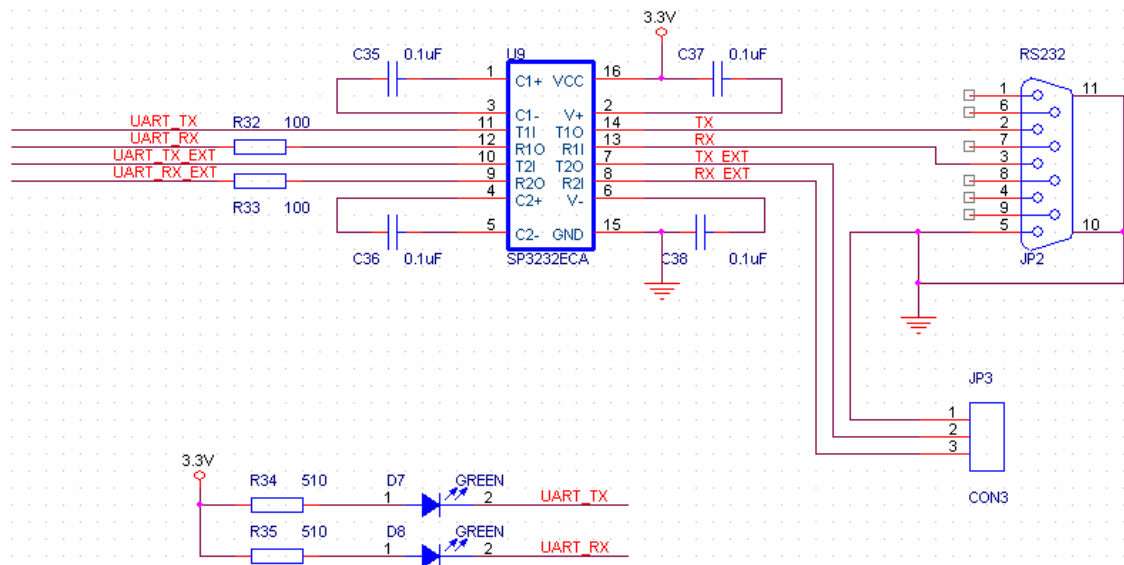 3.3V
C35 0.1uF U9 C37 0.1uF RS232
1 C1+ VCC 16
1 11
6
3 C1- V+ 2
UART_TX 11 T1I T1O 14 TX 2
UART_RX R32 100 12 R1O R1I 13 RX 7
UART_TX_EXT 10 T2I T2O 7 TX_EXT 3
UART_RX_EXT 9 R2O R2I 8 RX_EXT 8
R33 100 4 C2+ V- 6 4
9
5 C2- GND 15 5 10
C36 0.1uF SP3232ECA C38 0.1uF JP2
JP3
1
2
3
CON3
3.3V
R34 510 D7 GREEN
1 2 UART_TX
R35 510 D8 GREEN
1 2 UART_RX